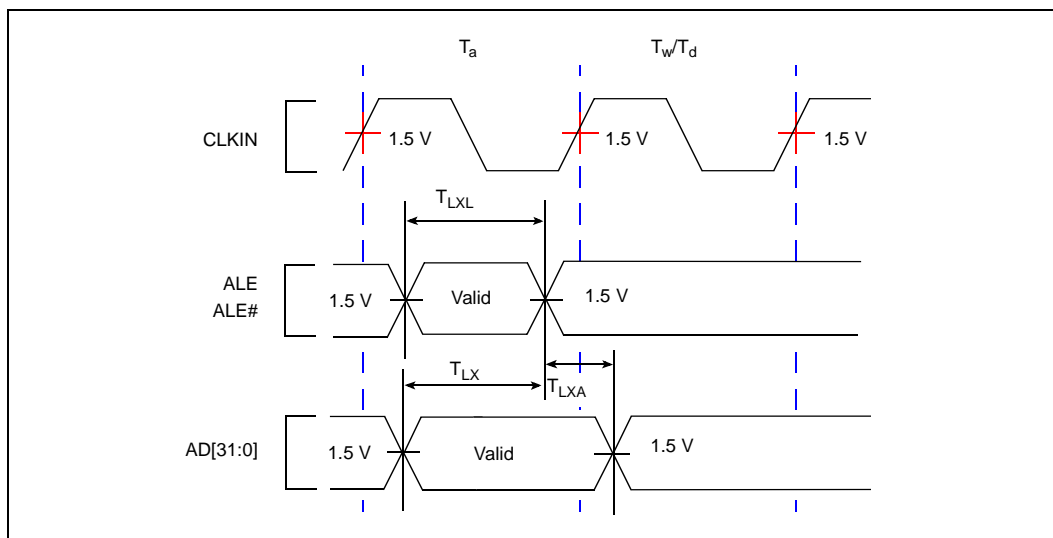 Ta Tw/Td
CLKIN 1.5 V 1.5 V 1.5 V
TLXL
ALE
ALE# 1.5 V Valid 1.5 V
TLX TLXA
AD[31:0] 1.5 V Valid 1.5 V